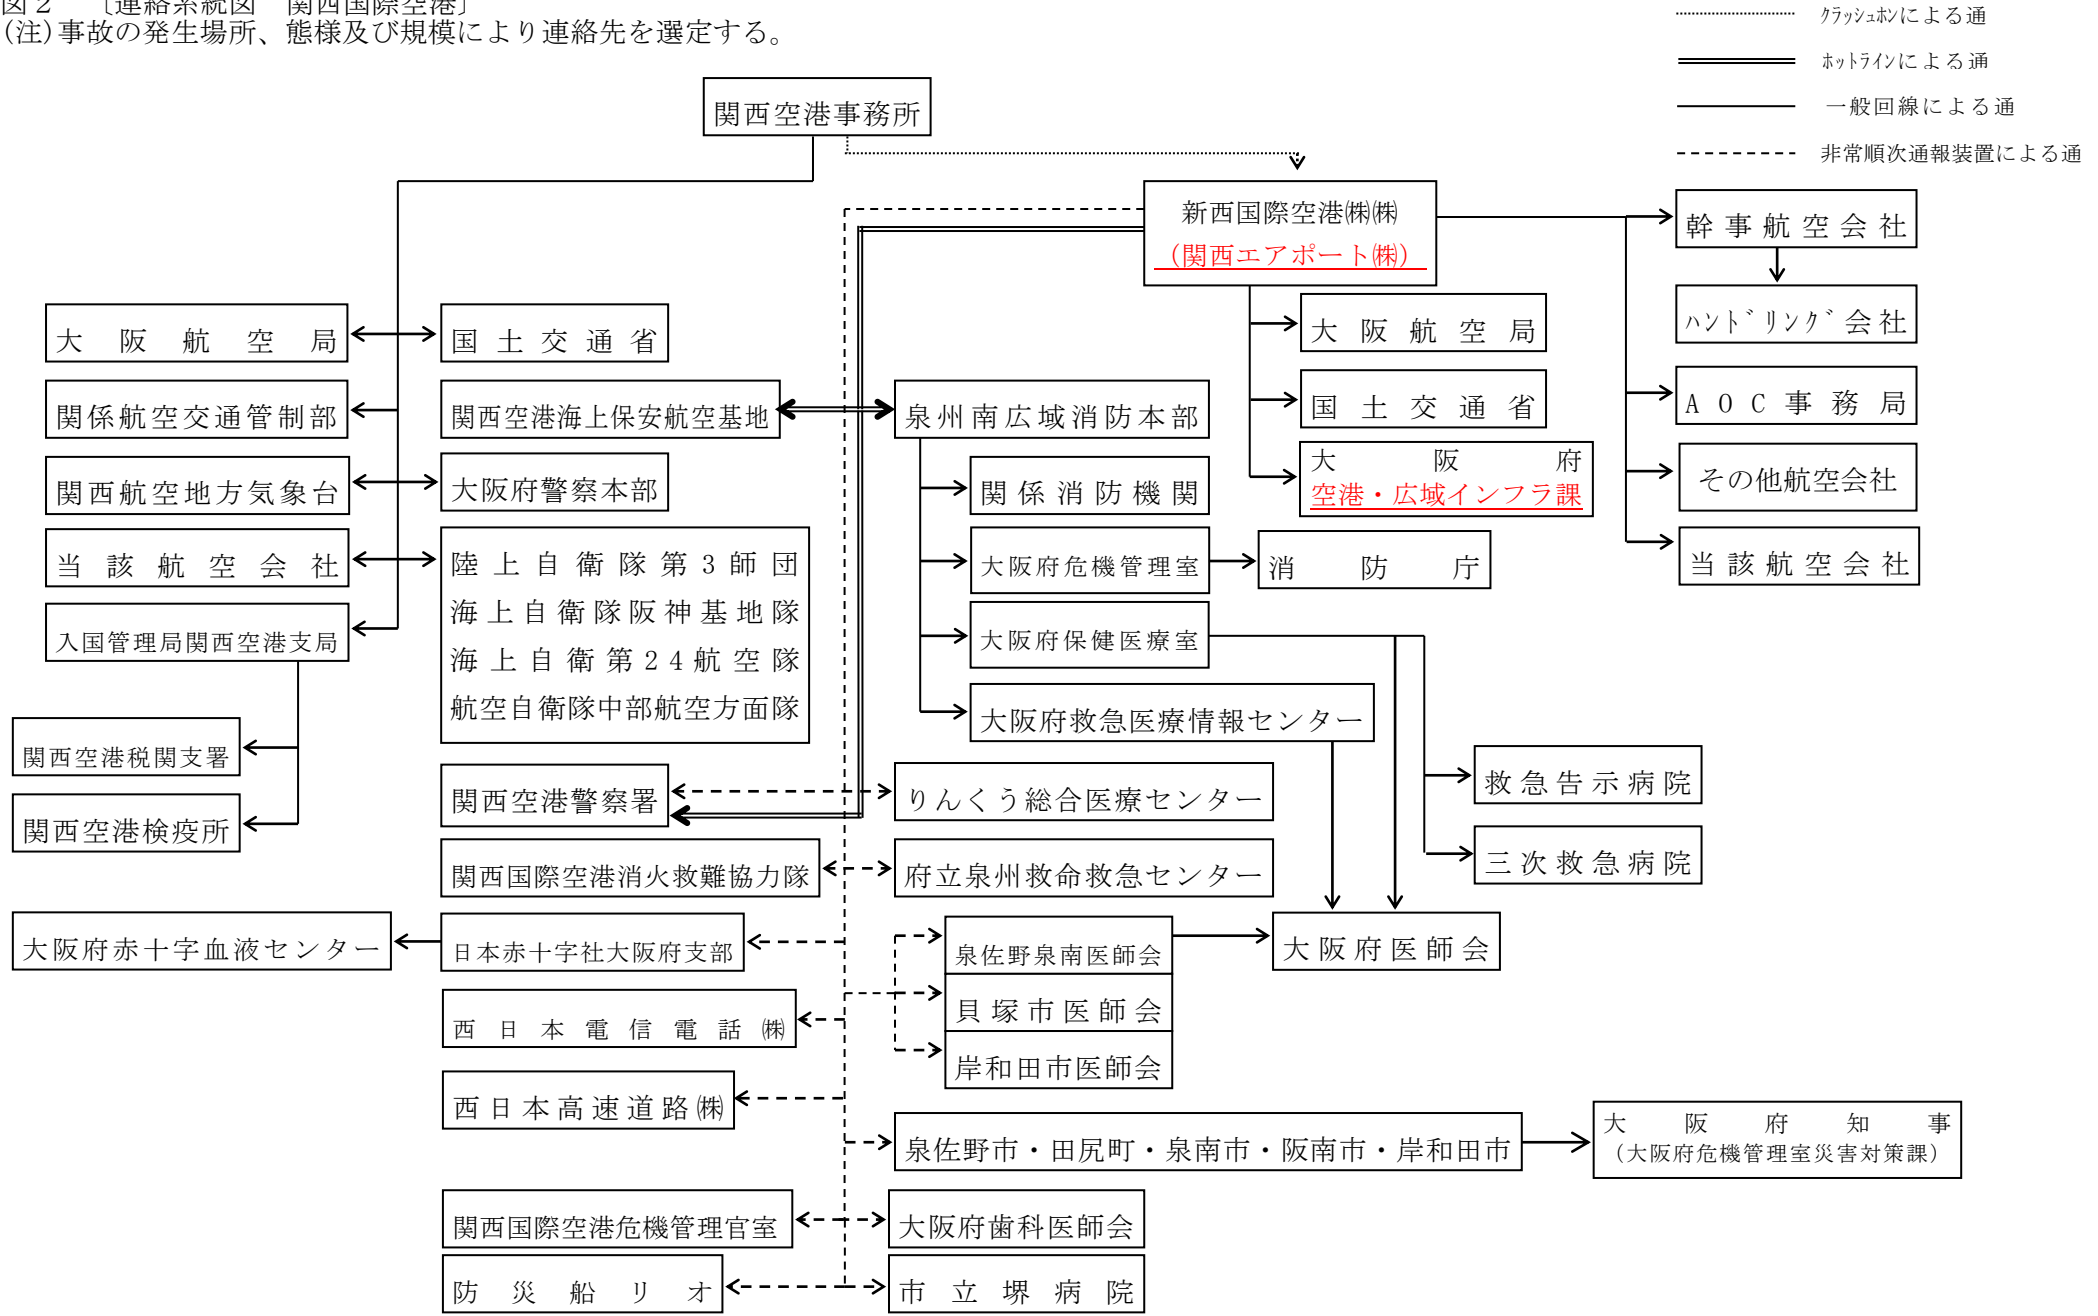 図２　〔連絡系統図　関西国際空港〕
(注)事故の発生場所、態様及び規模により連絡先を選定する。
ｸﾗｯｼｭﾎﾝによる通
ﾎｯﾄﾗｲﾝによる通
一般回線による通
非常順次通報装置による通
関西空港事務所
新西国際空港㈱㈱
（関西エアポート㈱）
幹事航空会社
ﾊﾝﾄﾞﾘﾝｸﾞ会社
ＡＯＣ事務局
その他航空会社
当該航空会社
大阪航空局
国土交通省
大阪府
空港・広域インフラ課
大阪航空局
国土交通省
関係航空交通管制部
関西空港海上保安航空基地
泉州南広域消防本部
関西航空地方気象台
大阪府警察本部
関係消防機関
当該航空会社
陸上自衛隊第３師団
海上自衛隊阪神基地隊
海上自衛第２４航空隊
航空自衛隊中部航空方面隊
大阪府危機管理室
消防庁
入国管理局関西空港支局
大阪府保健医療室
大阪府救急医療情報センター
関西空港税関支署
関西空港検疫所
救急告示病院
三次救急病院
関西空港警察署
りんくう総合医療センター
関西国際空港消火救難協力隊
府立泉州救命救急センター
大阪府赤十字血液センター
日本赤十字社大阪府支部
泉佐野泉南医師会
大阪府医師会
西日本電信電話㈱
貝塚市医師会
岸和田市医師会
西日本高速道路㈱
泉佐野市・田尻町・泉南市・阪南市・岸和田市
大阪府知事
（大阪府危機管理室災害対策課）
関西国際空港危機管理官室
大阪府歯科医師会
防災船リオ
市立堺病院